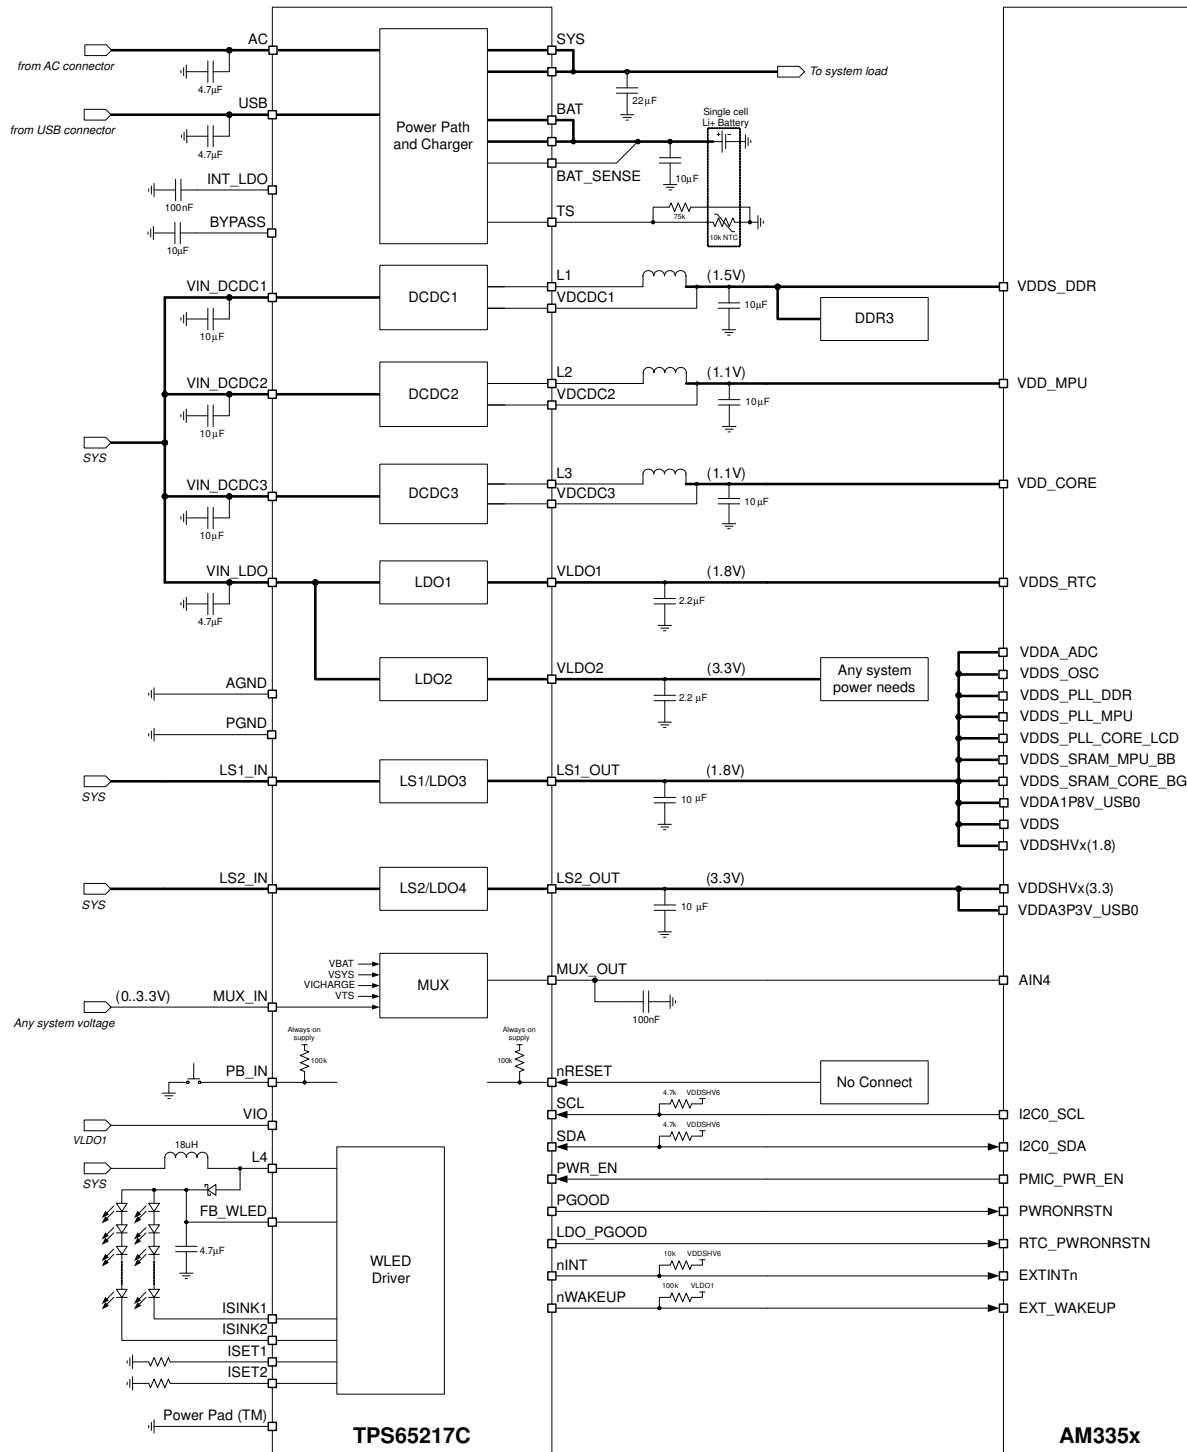 AC
SYS
from AC connector
4.7µF
To system load
22µF
USB
BAT
Single cell
Li+ Battery
from USB connector
4.7µF
Power Path
and Charger
10µF
BAT_SENSE
INT_LDO
100nF
TS
75k
10k NTC
BYPASS
10µF
VIN_DCDC1
DCDC1
L1
(1.5V)
VDDS_DDR
VDCDC1
10µF
10µF
DDR3
VIN_DCDC2
DCDC2
L2
(1.1V)
VDD_MPU
VDCDC2
10µF
10µF
SYS
VIN_DCDC3
DCDC3
L3
(1.1V)
VDD_CORE
VDCDC3
10µF
10µF
VIN_LDO
LDO1
VLDO1
(1.8V)
VDDS_RTC
4.7µF
2.2µF
LDO2
VLDO2
(3.3V)
Any system
power needs
2.2 µF
VDDA_ADC
VDDS_OSC
VDDS_PLL_DDR
VDDS_PLL_MPU
VDDS_PLL_CORE_LCD
VDDS_SRAM_MPU_BB
VDDS_SRAM_CORE_BG
VDDA1P8V_USB0
VDDS
VDDSHVx(1.8)
AGND
PGND
LS1_IN
SYS
LS1/LDO3
LS1_OUT
(1.8V)
10 µF
LS2_IN
SYS
LS2/LDO4
LS2_OUT
(3.3V)
10 µF
VDDSHVx(3.3)
VDDA3P3V_USB0
VBAT
VSYS
VICHARGE
VTS
MUX
MUX_OUT
AIN4
100nF
(0..3.3V)
MUX_IN
Any system voltage
Always-on
supply
100k
Always-on
supply
100k
PB_IN
nRESET
No Connect
SCL
4.7k
VDDSHV6
I2C0_SCL
VIO
VLDO1
SDA
4.7k
VDDSHV6
I2C0_SDA
18uH
L4
SYS
PWR_EN
PMIC_PWR_EN
FB_WLED
4.7µF
PGOOD
PWRONRSTN
LDO_PGOOD
RTC_PWRONRSTN
WLED
Driver
nINT
10k
VDDSHV6
EXTINTn
nWAKEUP
100k
VLDO1
EXT_WAKEUP
ISINK1
ISINK2
ISET1
ISET2
Power Pad (TM)
TPS65217C
AM335x